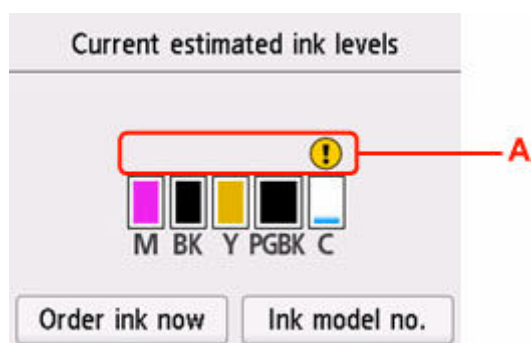 Current estimated ink levels
! A
M BK Y PGBK C
Order ink now Ink model no.